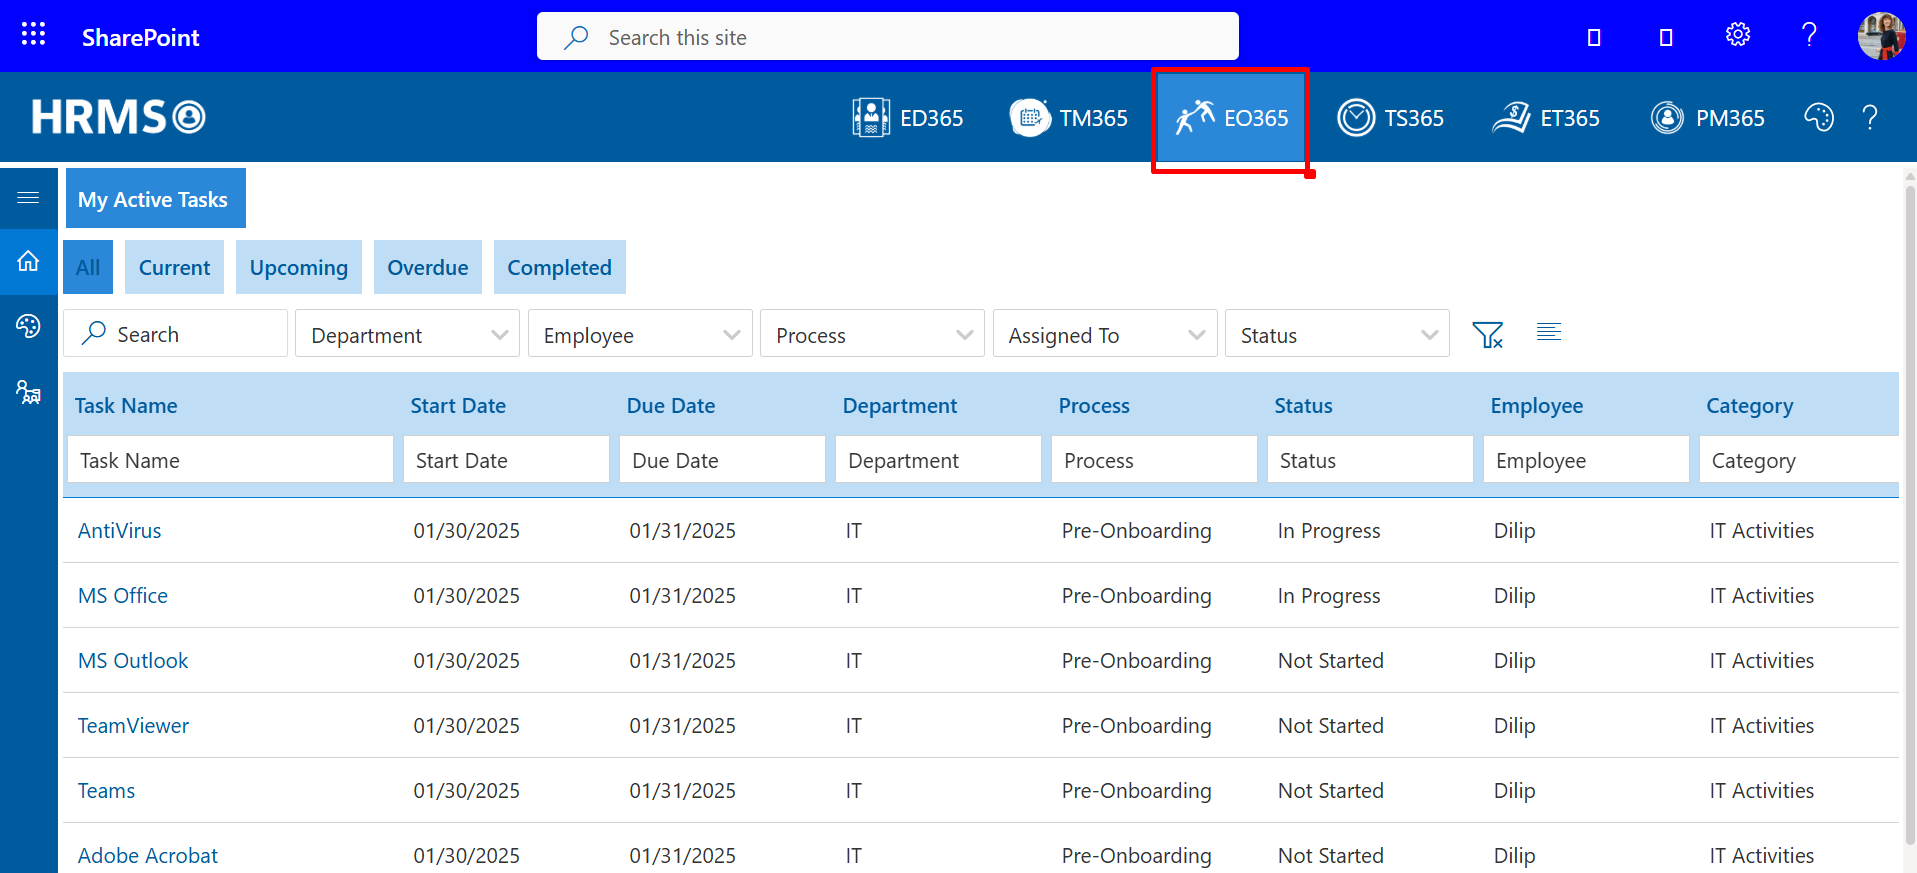 SharePoint
Search this site
?
HRMS
ED365
TM365
EO365
TS365
ET365
PM365
?
My Active Tasks
All Current Upcoming Overdue Completed
Search Department Employee Process Assigned To Status
Task Name Start Date Due Date Department Process Status Employee Category
Task Name Start Date Due Date Department Process Status Employee Category
AntiVirus 01/30/2025 01/31/2025 IT Pre-Onboarding In Progress Dilip IT Activities
MS Office 01/30/2025 01/31/2025 IT Pre-Onboarding In Progress Dilip IT Activities
MS Outlook 01/30/2025 01/31/2025 IT Pre-Onboarding Not Started Dilip IT Activities
TeamViewer 01/30/2025 01/31/2025 IT Pre-Onboarding Not Started Dilip IT Activities
Teams 01/30/2025 01/31/2025 IT Pre-Onboarding Not Started Dilip IT Activities
Adobe Acrobat 01/30/2025 01/31/2025 IT Pre-Onboarding Not Started Dilip IT Activities